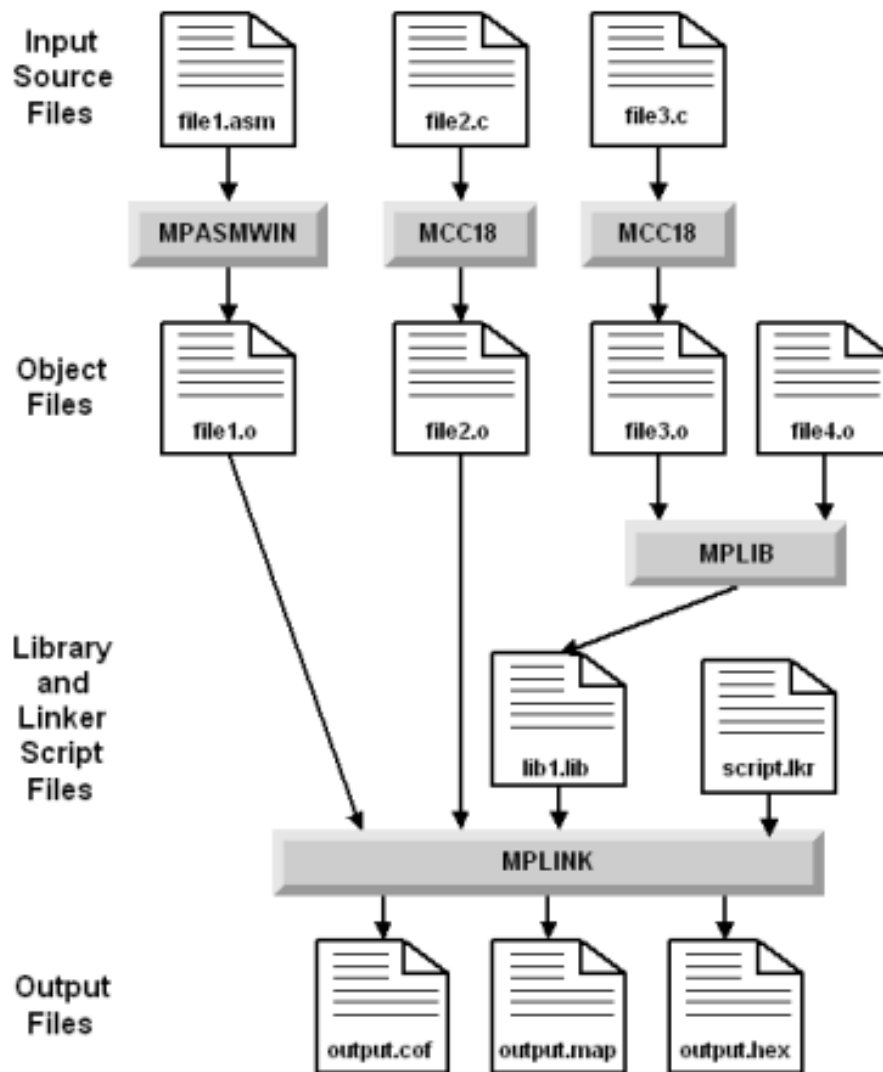 Input
Source
Files
file1.asm
file2.c
file3.c
MPASMWIN
MCC18
MCC18
Object
Files
file1.o
file2.o
file3.o
file4.o
MPLIB
Library
and
Linker
Script
Files
lib1.lib
script.lkr
MPLINK
Output
Files
output.cof
output.map
output.hex